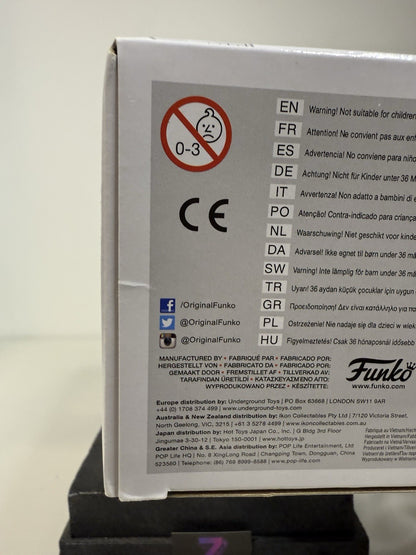 0-3
EN Warning! Not suitable for children
FR Attention! Ne convient pas aux
ES Advertencia! No conviene para niño
DE Achtung! Nicht für Kinder unter 36 M
IT Avvertenza! Non adatto a bambini di
PO Atenção! Contra-indicado para criança
NL Waarschuwing! Niet geschikt voor kinde
DA Advarsel! Ikke egnet til børn under 36 må
SW Varning! Inte lämplig för barn under 36
TR Uyarı! 36 aydan küçük çocuklar için uygun
GR Προειδοποίηση! Δεν είναι κατάλληλο για
PL Ostrzeżenie! Nie nadaje się dla dzieci w wieku
HU Figyelmeztetés! Csak 36 hónaposnál idősebb
CE
/OriginalFunko
@OriginalFunko
@OriginalFunko
MANUFACTURED BY • FABRIQUÉ PAR • FABRICADO POR:
HERGESTELLT VON • FABBRICATO DA • FABRICADO POR:
GEMAAKT DOOR • FREMSTILLET AF • TILLVERKAD AV
TARAFINDAN ÜRETİLDİ • ΚΑΤΑΣΚΕΥΑΖΕΙ ΑΠΟ:
WYPRODUKOWANO PRZEZ • KÉSZÍTETTE:
Funko
www.funko.com
Europe distribution by: Underground Toys | PO Box 63668 | LONDON SW11 9AR
+44 (0) 1708 374 499 | www.underground-toys.com
Australia & New Zealand distribution by: Ikon Collectables Pty Ltd | 7/120 Victoria Street,
North Geelong, VIC, 3215 | +61 3 5278 4499 | www.ikoncollectables.com.au
Japan distribution by: Hot Toys Japan Co., Inc. | G Bldg 3rd Floor
Jingumae 3-30-12 | Tokyo 150-0001 | www.hottoys.jp
China distribution by: POP Life Entertainment, Ltd
POP Life HQ | No. 8 XingLong Road | Changping Town, Dongguan, China
523560 | Telephone: (86) 769 8099-8588 | www.pop-life.com